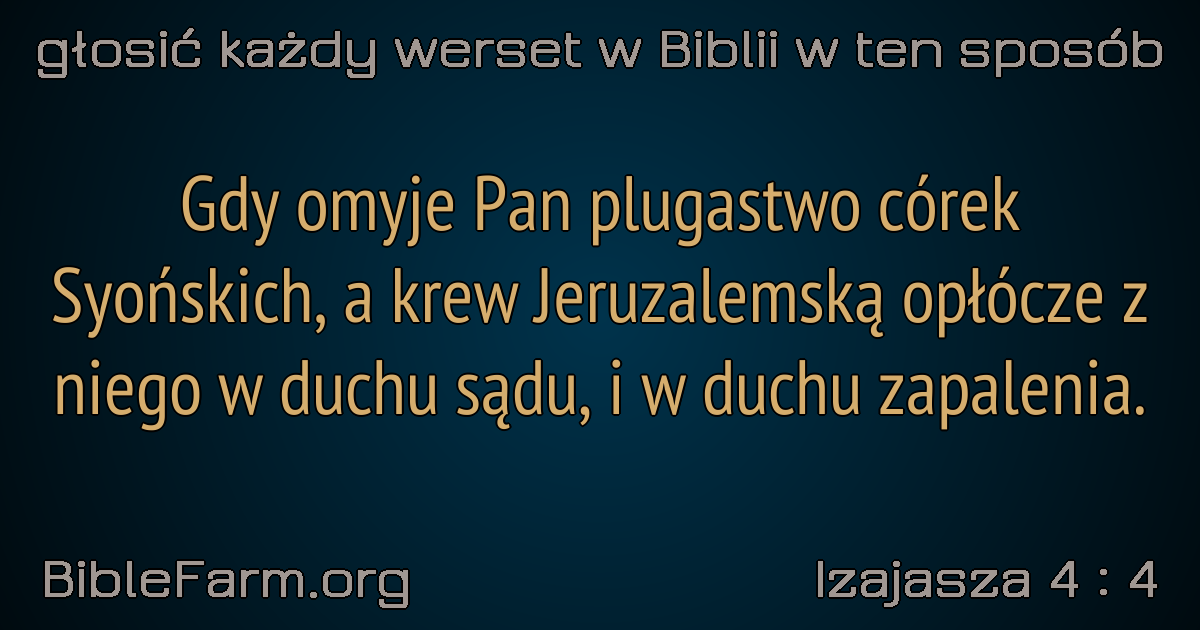 głosić każdy werset w Biblii w ten sposób
Gdy omyje Pan plugastwo córek
Syońskich, a krew Jeruzalemską opłócze z
niego w duchu sądu, i w duchu zapalenia.
BibleFarm.org
Izajasza 4 : 4